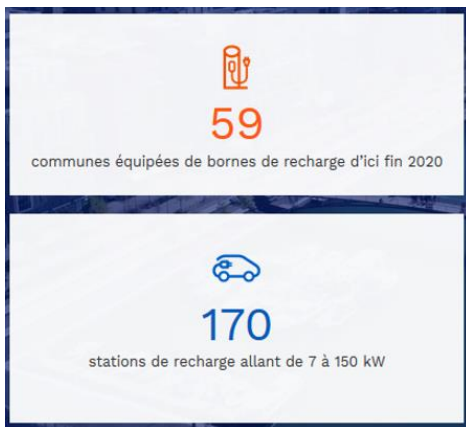 59
communes équipées de bornes de recharge d'ici fin 2020
170
stations de recharge allant de 7 à 150 kW